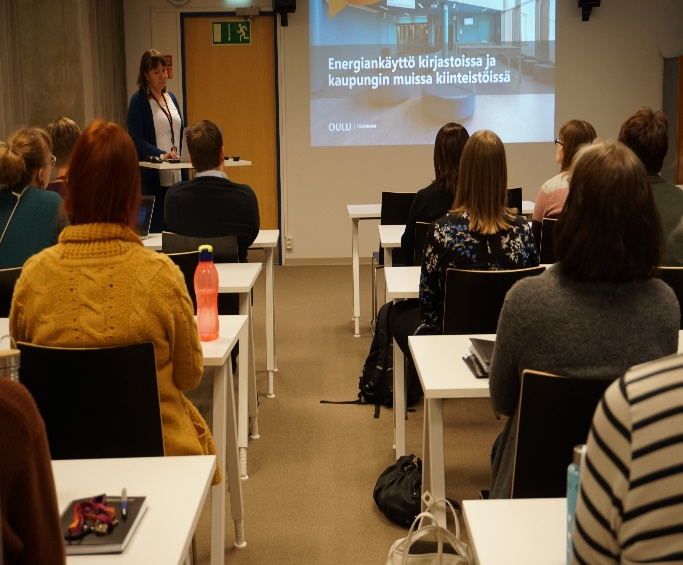 Energiankäyttö kirjastoissa ja
kaupungin muissa kiinteistöissä
OULU